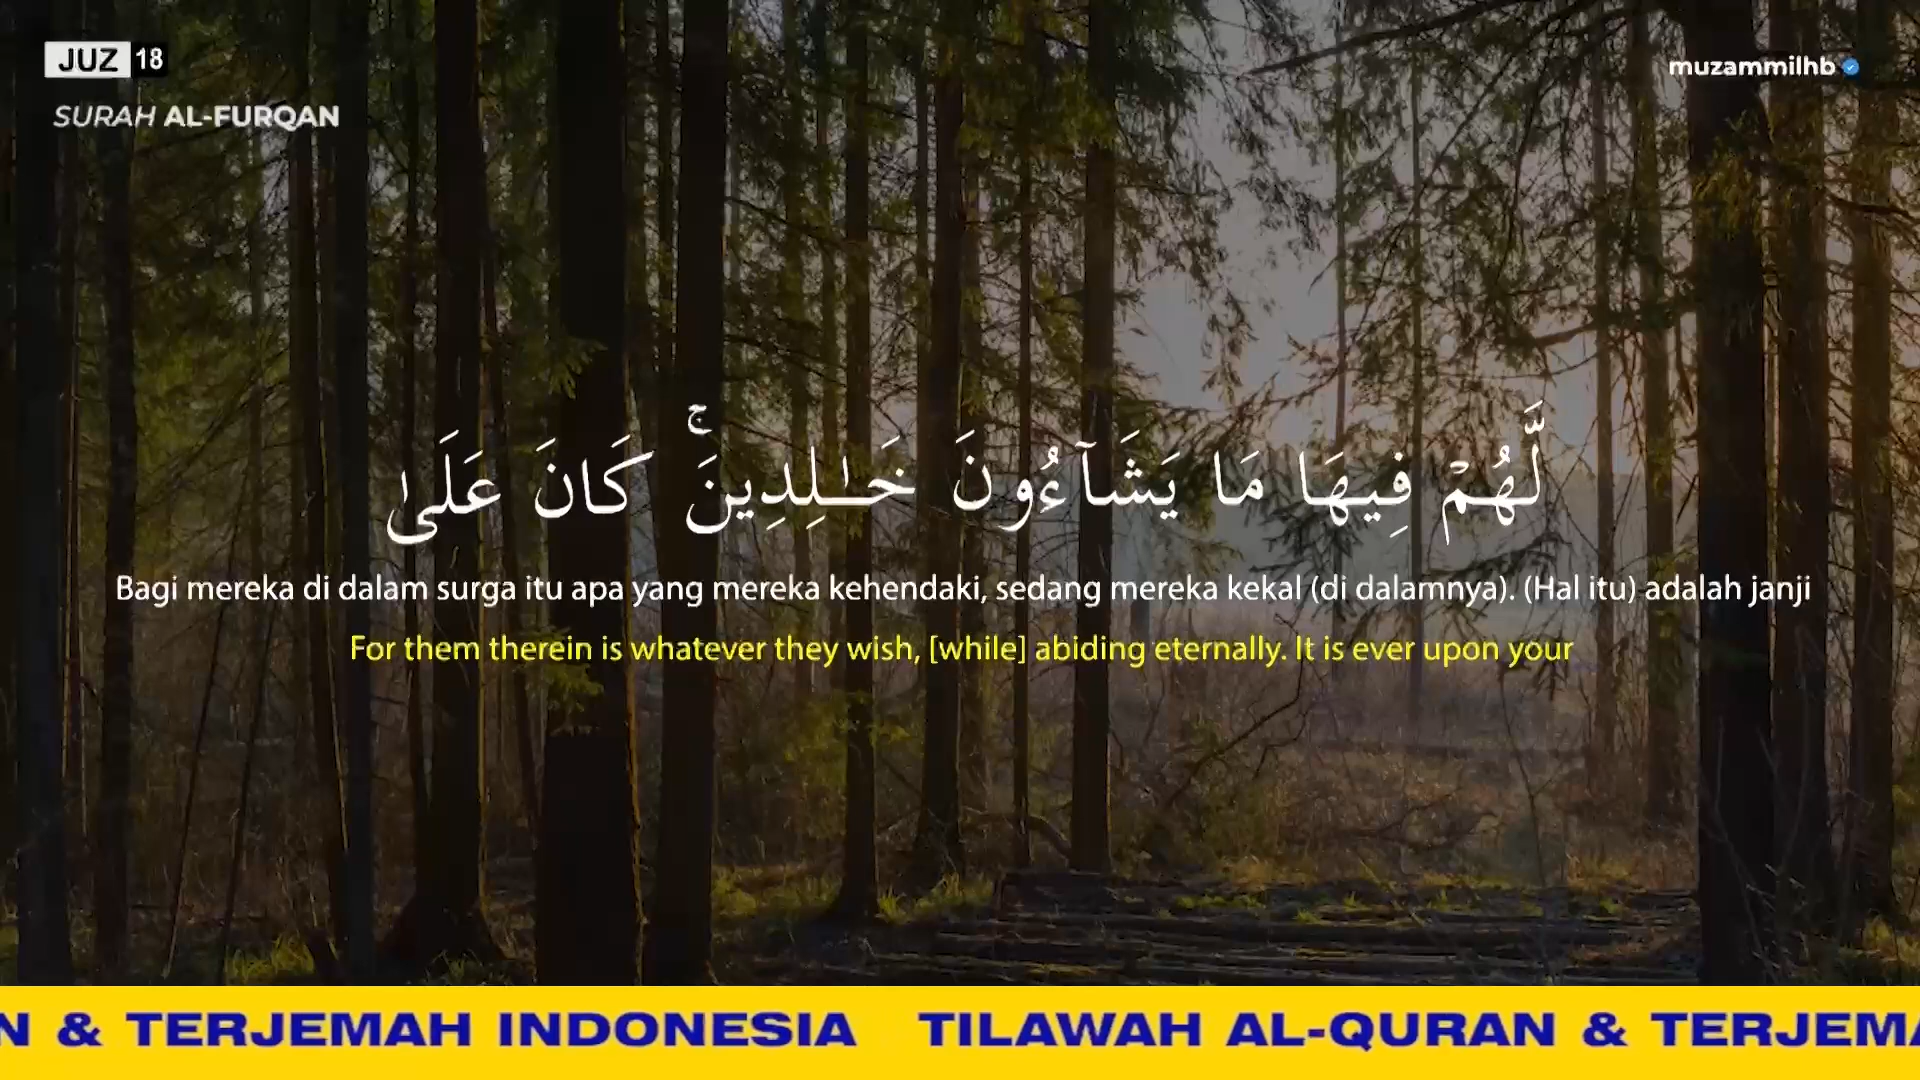 JUZ 18
muzammilhb
SURAH AL-FURQAN
لَّهُمْ فِيهَا مَا يَشَآءُونَ خَـٰلِدِينَ ۚ كَانَ عَلَىٰ
Bagi mereka di dalam surga itu apa yang mereka kehendaki, sedang mereka kekal (di dalamnya). (Hal itu) adalah janji
For them therein is whatever they wish, [while] abiding eternally. It is ever upon your
N & TERJEMAH INDONESIA TILAWAH AL-QURAN & TERJEMA